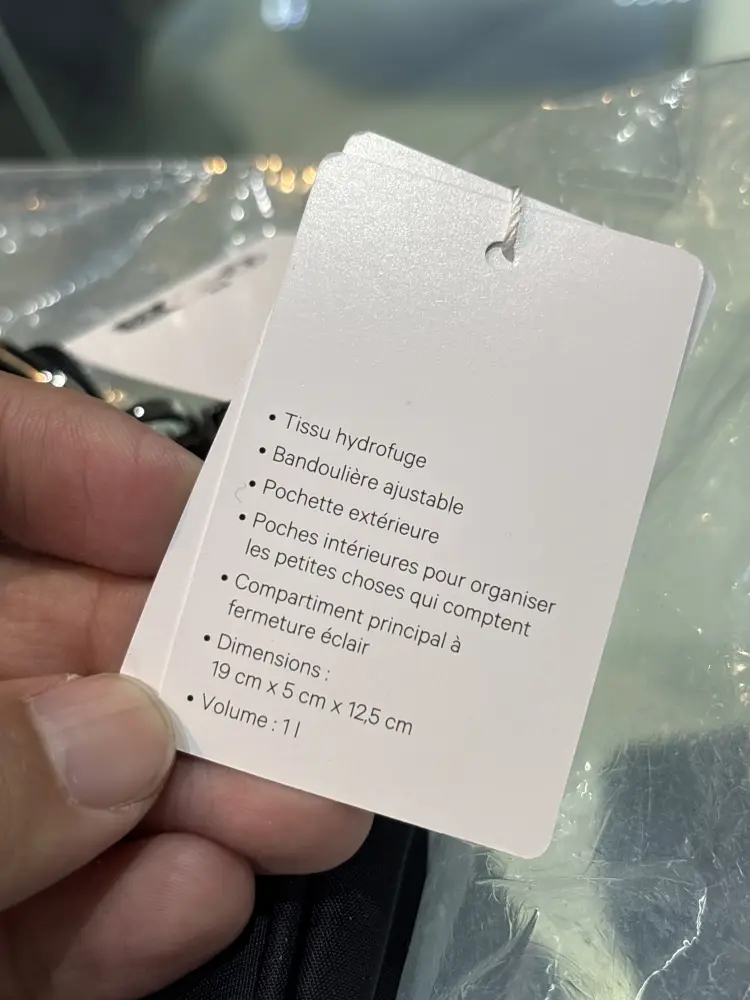 • Tissu hydrofuge
• Bandoulière ajustable
• Pochette extérieure
• Poches intérieures pour organiser
les petites choses qui comptent
• Compartiment principal à
fermeture éclair
• Dimensions :
19 cm x 5 cm x 12,5 cm
• Volume : 1 l